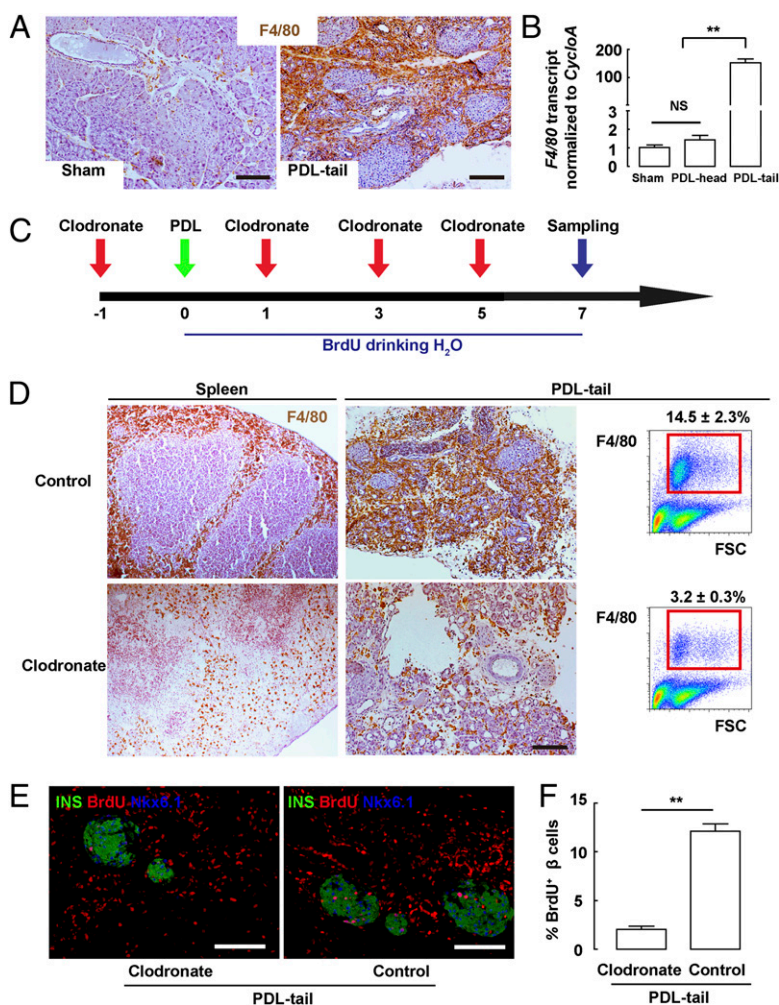 A
F4/80
Sham
PDL-tail
B
F4/80 transcript
normalized to CycloA
150
100
3
2
1
0
NS
**
Sham PDL-head PDL-tail
C
Clodronate PDL Clodronate Clodronate Clodronate Sampling
-1 0 1 3 5 7
BrdU drinking H₂O
D
Spleen
PDL-tail
F4/80
Control
Clodronate
14.5 ± 2.3%
F4/80
FSC
3.2 ± 0.3%
F4/80
FSC
E
INS BrdU Nkx6.1
INS BrdU Nkx6.1
Clodronate
Control
PDL-tail
F
% BrdU⁺ β cells
15
10
5
0
**
Clodronate Control
PDL-tail